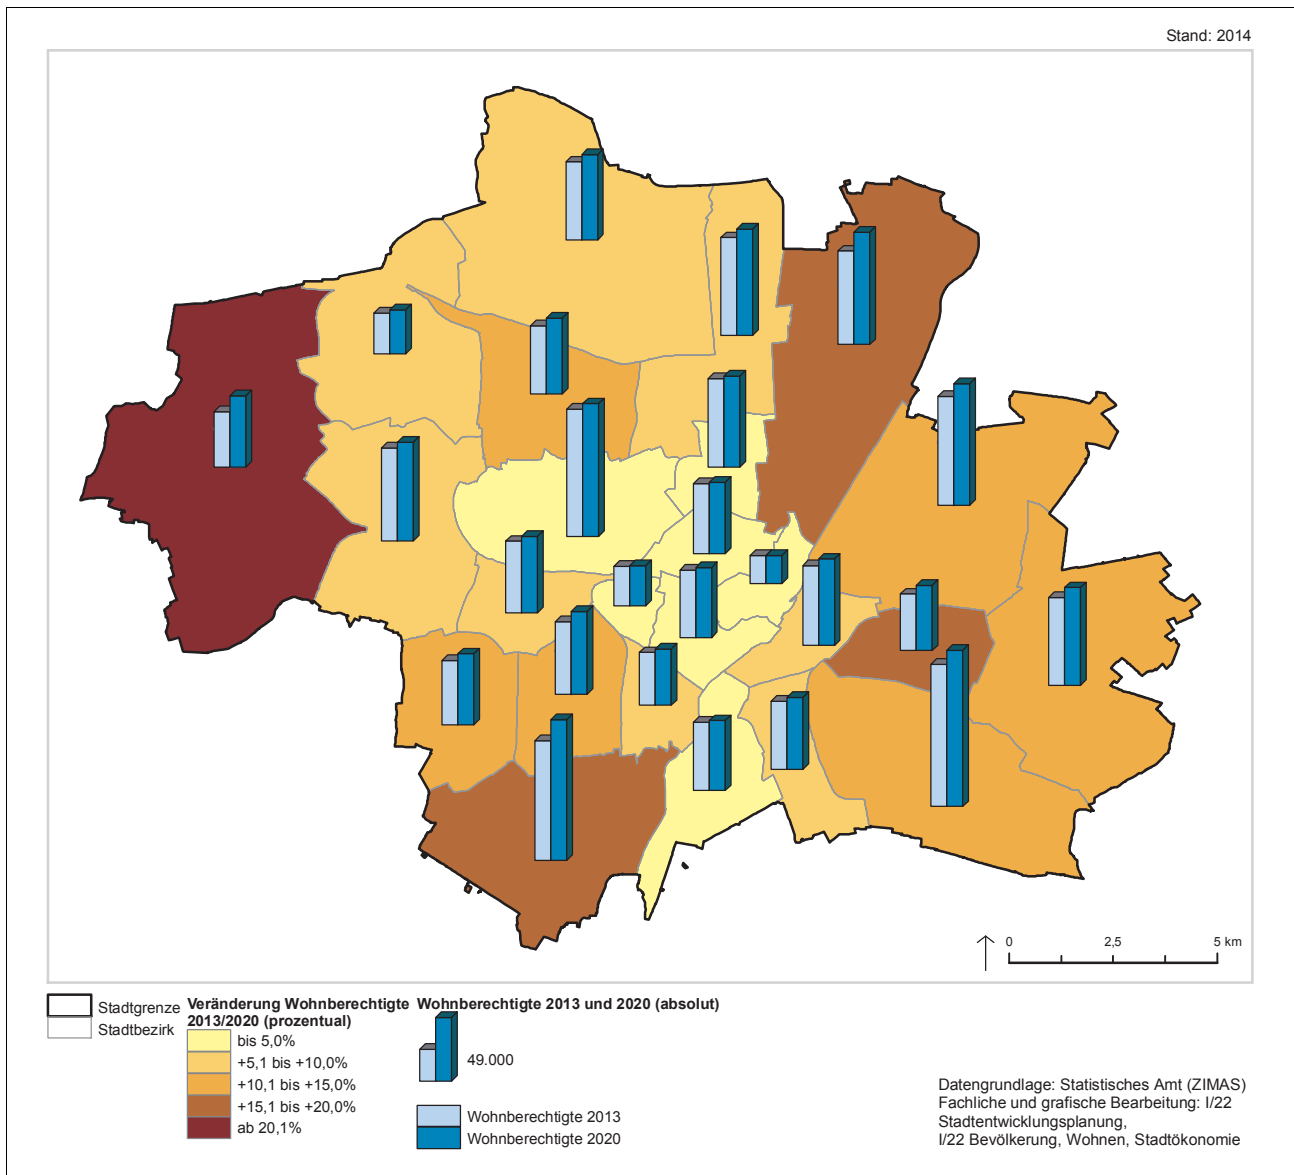 Stand: 2014
0 2,5 5 km
Stadtgrenze
Stadtbezirk
Veränderung Wohnberechtigte
2013/2020 (prozentual)
bis 5,0%
+5,1 bis +10,0%
+10,1 bis +15,0%
+15,1 bis +20,0%
ab 20,1%
Wohnberechtigte 2013 und 2020 (absolut)
49.000
Wohnberechtigte 2013
Wohnberechtigte 2020
Datengrundlage: Statistisches Amt (ZIMAS)
Fachliche und grafische Bearbeitung: I/22
Stadtentwicklungsplanung,
I/22 Bevölkerung, Wohnen, Stadtökonomie